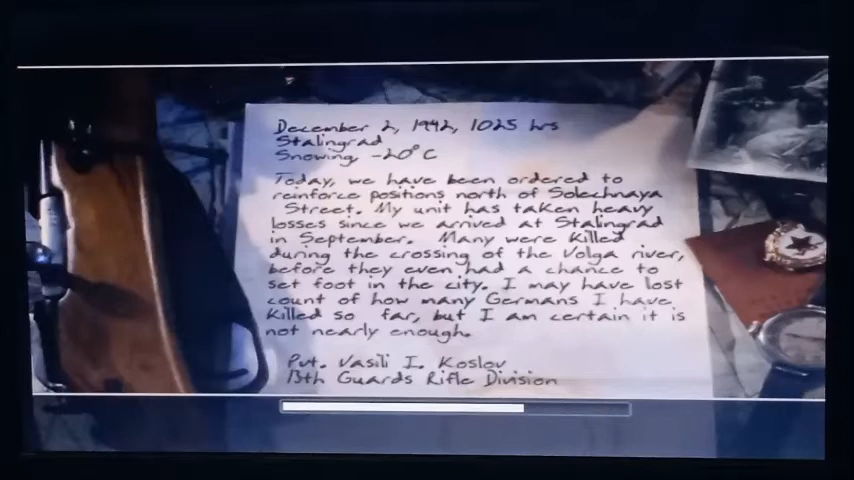 December 2, 1942, 1025 hrs
Stalingrad
Snowing, -20°C
Today, we have been ordered to
reinforce positions north of Solechnaya
Street. My unit has taken heavy
losses since we arrived at Stalingrad
in September. Many were killed
during the crossing of the Volga river,
before they even had a chance to
set foot in the city. I may have lost
count of how many Germans I have
killed so far, but I am certain it is
not nearly enough.
Pvt. Vasili I. Koslov
13th Guards Rifle Division